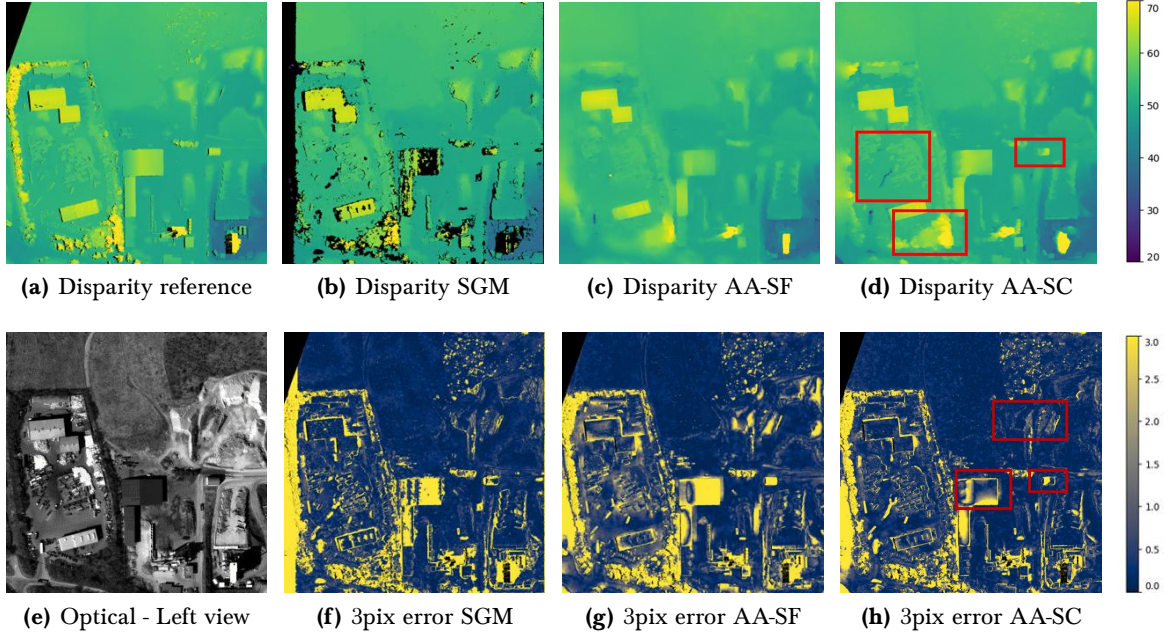 70
60
50
40
30
20
(a) Disparity reference
(b) Disparity SGM
(c) Disparity AA-SF
(d) Disparity AA-SC
3.0
2.5
2.0
1.5
1.0
0.5
0.0
(e) Optical - Left view
(f) 3pix error SGM
(g) 3pix error AA-SF
(h) 3pix error AA-SC